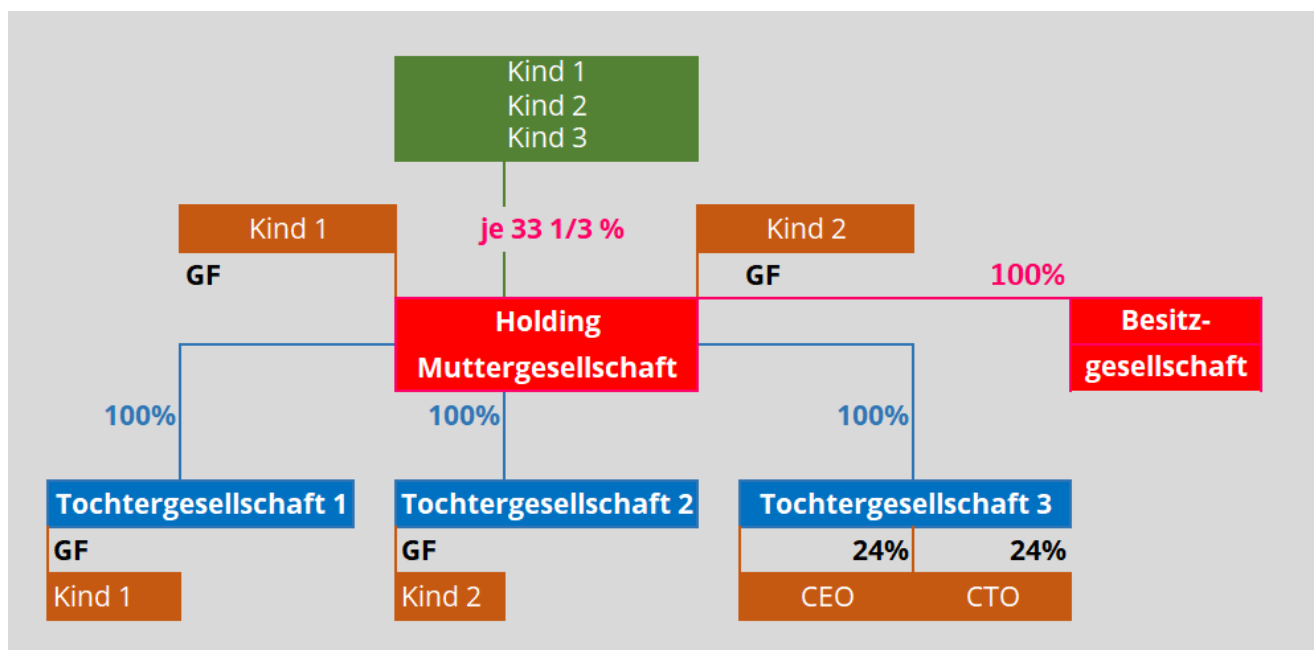 Kind 1
Kind 2
Kind 3
Kind 1
je 33 1/3 %
Kind 2
GF
GF
100%
Holding
Muttergesellschaft
Besitz-
gesellschaft
100%
100%
100%
Tochtergesellschaft 1
Tochtergesellschaft 2
Tochtergesellschaft 3
GF
GF
24%
24%
Kind 1
Kind 2
CEO
CTO